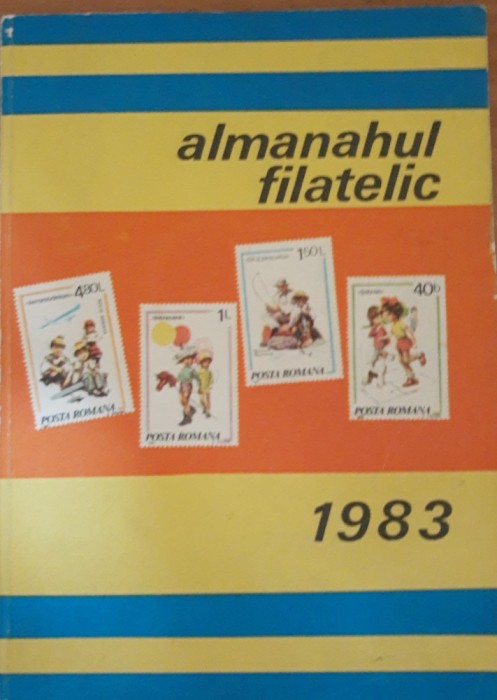 almanahul
filatelic
4.80L
POSTA ROMANA
1L
POSTA ROMANA
1.50L
POSTA ROMANA
40b
POSTA ROMANA
1983